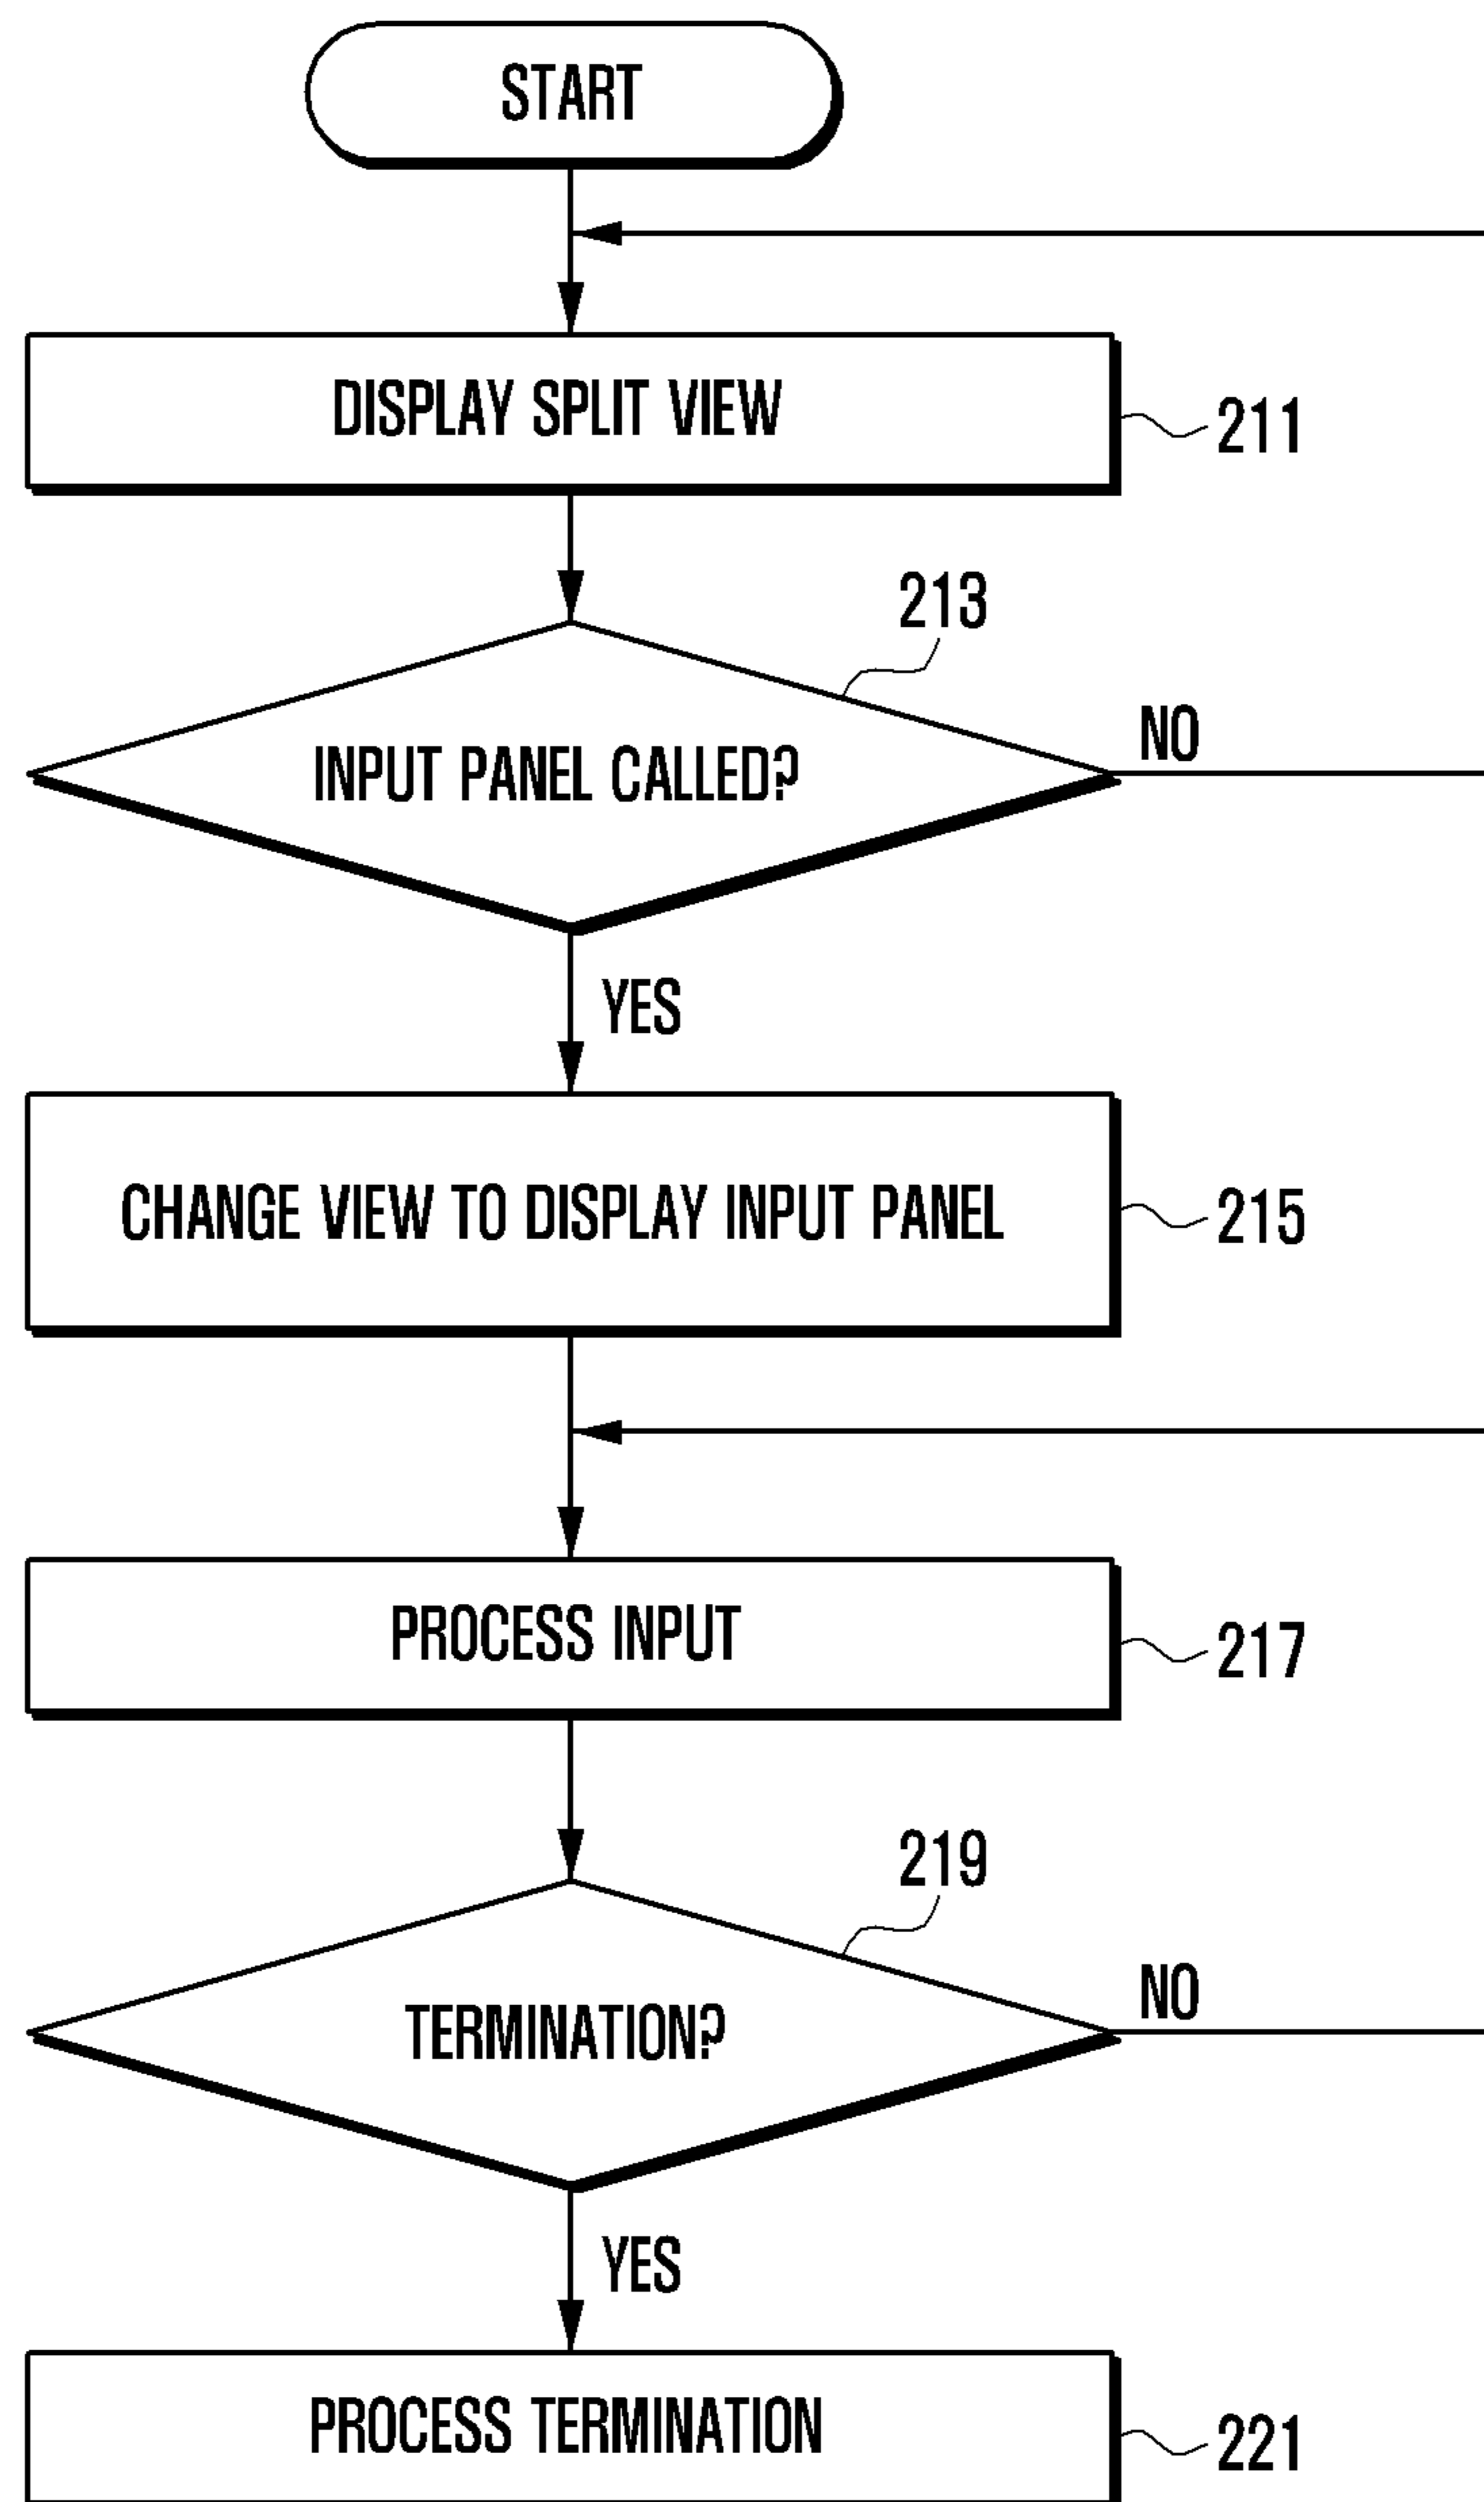 START
DISPLAY SPLIT VIEW
211
213
INPUT PANEL CALLED?
NO
YES
CHANGE VIEW TO DISPLAY INPUT PANEL
215
PROCESS INPUT
217
219
TERMINATION?
NO
YES
PROCESS TERMINATION
221